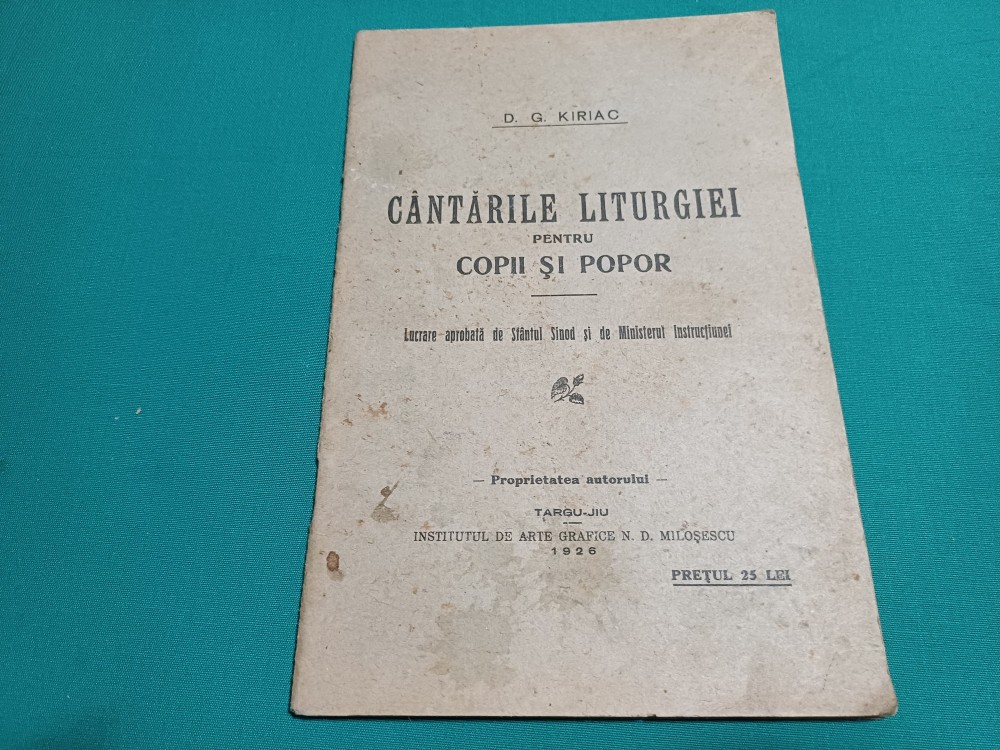 D. G. KIRIAC
CÂNTĂRILE LITURGIEI
PENTRU
COPII ŞI POPOR
Lucrare aprobată de Sfântul Sinod şi de Ministerul Instrucţiunei
— Proprietatea autorului —
TARGU-JIU
INSTITUTUL DE ARTE GRAFICE N. D. MILOŞESCU
1926
PREŢUL 25 LEI